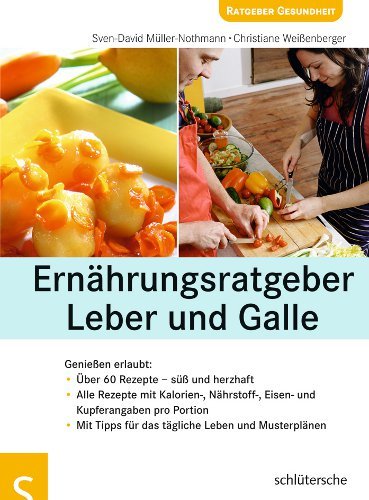 Ratgeber Gesundheit
Sven-David Müller-Nothmann • Christiane Weißenberger
Ernährungsratgeber
Leber und Galle
Genießen erlaubt:
• Über 60 Rezepte – süß und herzhaft
• Alle Rezepte mit Kalorien-, Nährstoff-, Eisen- und
Kupferangaben pro Portion
• Mit Tipps für das tägliche Leben und Musterplänen
S
schlütersche